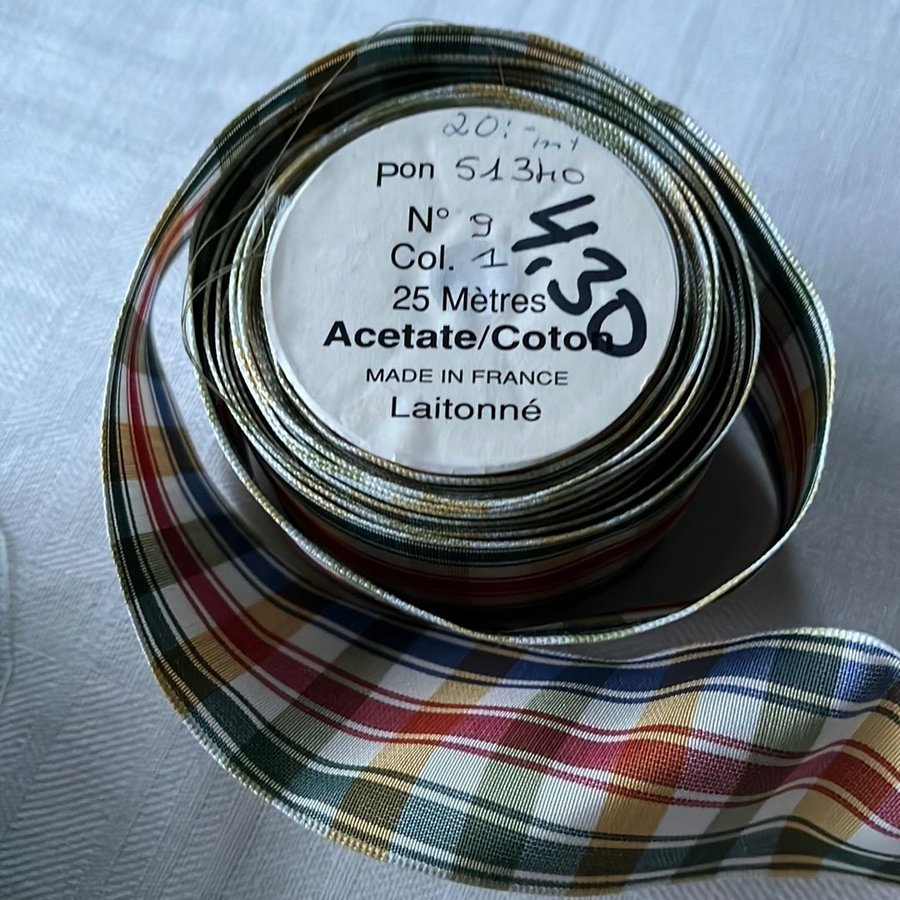 20:-
pon 51340
N° 9
Col. 1
4,30
25 Mètres
Acetate/Coton
MADE IN FRANCE
Laitonné